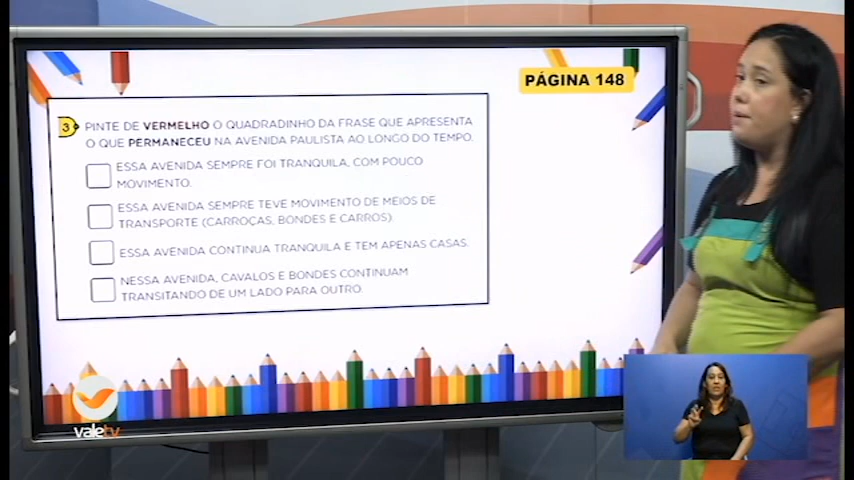 PÁGINA 148
3 PINTE DE VERMELHO O QUADRADINHO DA FRASE QUE APRESENTA
O QUE PERMANECEU NA AVENIDA PAULISTA AO LONGO DO TEMPO.
ESSA AVENIDA SEMPRE FOI TRANQUILA, COM POUCO
MOVIMENTO.
ESSA AVENIDA SEMPRE TEVE MOVIMENTO DE MEIOS DE
TRANSPORTE (CARROÇAS, BONDES E CARROS).
ESSA AVENIDA CONTINUA TRANQUILA E TEM APENAS CASAS.
NESSA AVENIDA, CAVALOS E BONDES CONTINUAM
TRANSITANDO DE UM LADO PARA OUTRO.
valetv